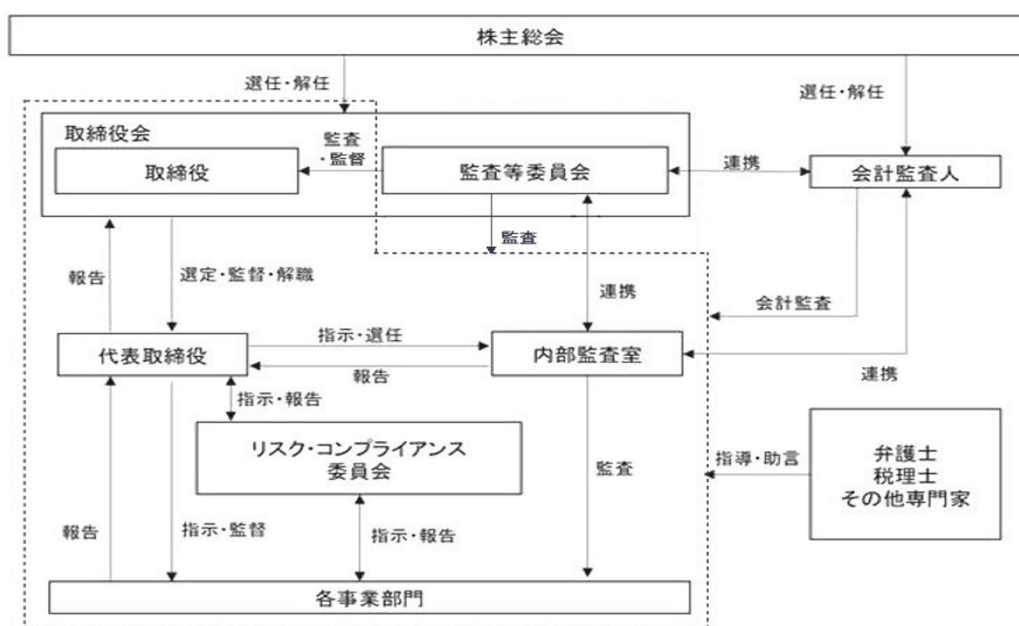 株主総会
選任・解任
選任・解任
取締役会
監査
・監督
取締役
監査等委員会
連携
会計監査人
監査
報告
選定・監督・解職
連携
会計監査
指示・選任
代表取締役
内部監査室
報告
連携
指示・報告
リスク・コンプライアンス
委員会
監査
指導・助言
弁護士
税理士
その他専門家
報告
指示・監督
指示・報告
各事業部門